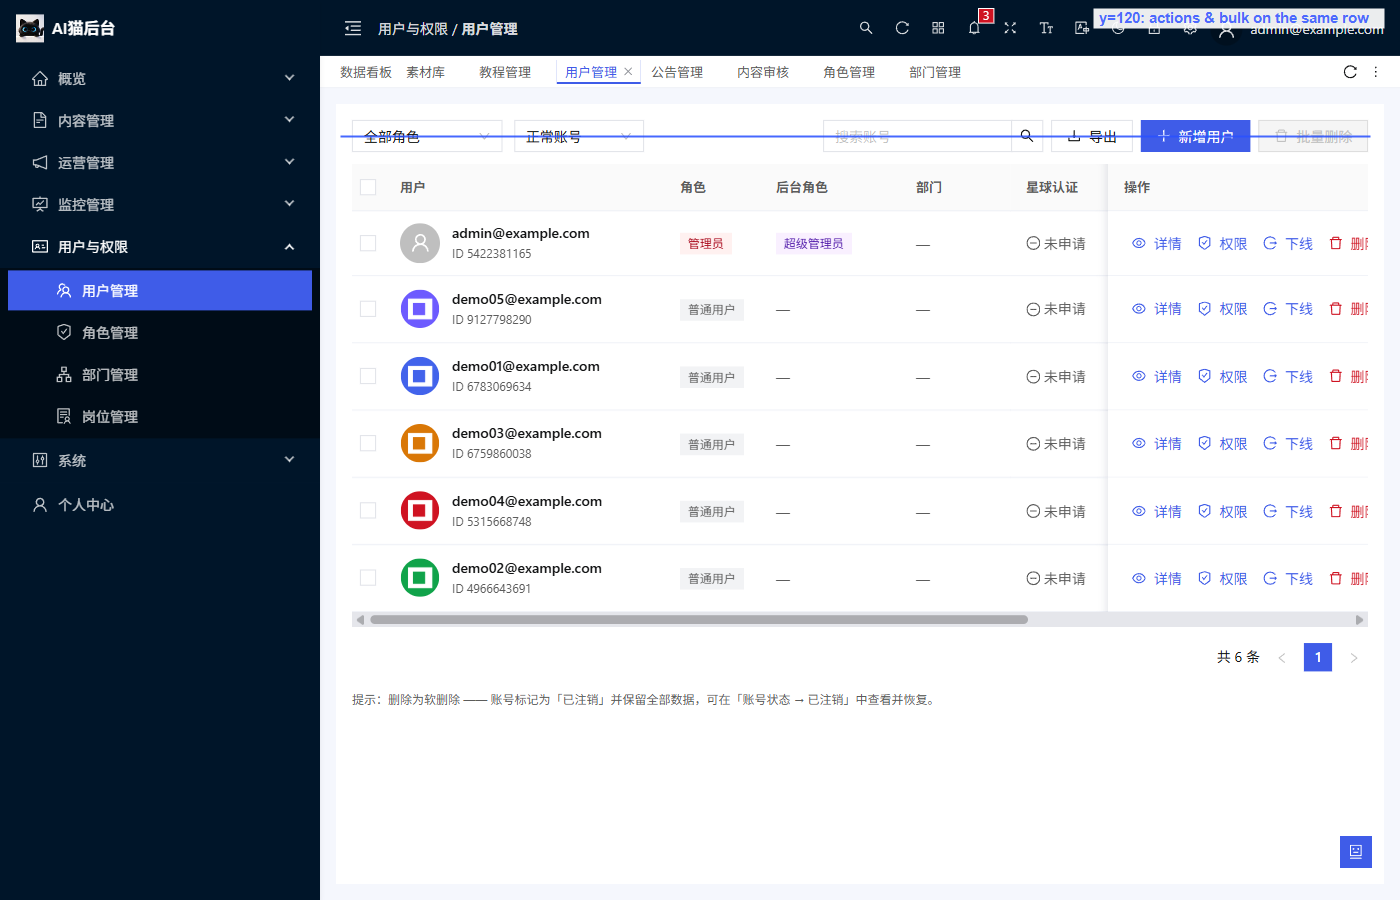 AI猫后台
用户与权限 / 用户管理
3
y=120: actions & bulk on the same row
admin@example.com
概览
内容管理
运营管理
监控管理
用户与权限
用户管理
角色管理
部门管理
岗位管理
系统
个人中心
数据看板 素材库 教程管理 用户管理 公告管理 内容审核 角色管理 部门管理
全部角色 正常账号 搜索账号 导出 新增用户 批量删除
用户 角色 后台角色 部门 星球认证 操作
admin@example.com
ID 5422381165
管理员 超级管理员 — 未申请 详情 权限 下线
demo05@example.com
ID 9127798290
普通用户 — — 未申请 详情 权限 下线
demo01@example.com
ID 6783069634
普通用户 — — 未申请 详情 权限 下线
demo03@example.com
ID 6759860038
普通用户 — — 未申请 详情 权限 下线
demo04@example.com
ID 5315668748
普通用户 — — 未申请 详情 权限 下线
demo02@example.com
ID 4966643691
普通用户 — — 未申请 详情 权限 下线
共 6 条 < 1 >
提示：删除为软删除 —— 账号标记为「已注销」并保留全部数据，可在「账号状态 → 已注销」中查看并恢复。